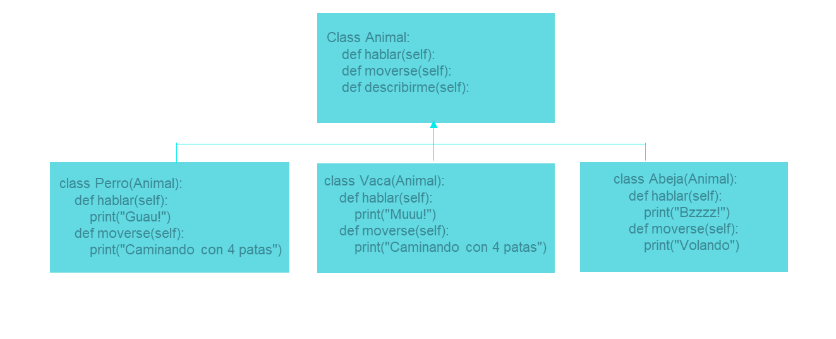 Class Animal:
def hablar(self):
def moverse(self):
def describirme(self):
class Perro(Animal):
def hablar(self):
print("Guau!")
def moverse(self):
print("Caminando con 4 patas")
class Vaca(Animal):
def hablar(self):
print("Muuu!")
def moverse(self):
print("Caminando con 4 patas")
class Abeja(Animal):
def hablar(self):
print("Bzzzz!")
def moverse(self):
print("Volando")